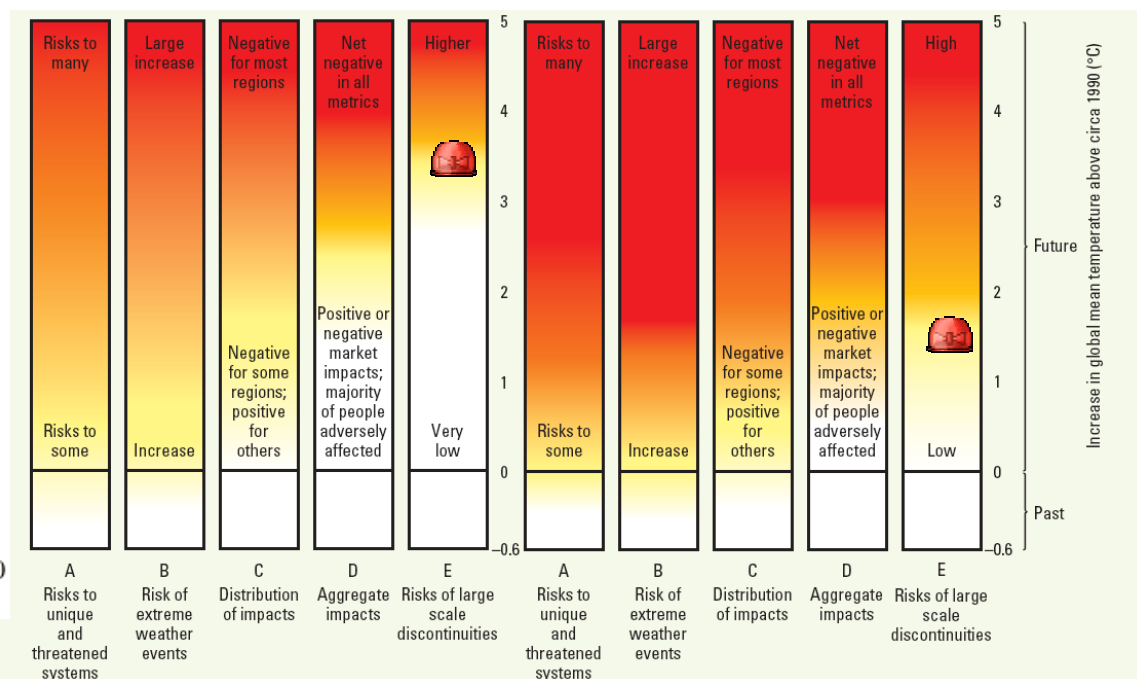 Risks to
many
Large
increase
Negative
for most
regions
Net
negative
in all
metrics
Higher
Risks to
some
Increase
Negative
for some
regions;
positive
for
others
Positive or
negative
market
impacts;
majority
of people
adversely
affected
Very
low
5
4
3
2
1
0
–0.6
Risks to
many
Large
increase
Negative
for most
regions
Net
negative
in all
metrics
High
Risks to
some
Increase
Negative
for some
regions;
positive
for
others
Positive or
negative
market
impacts;
majority
of people
adversely
affected
Low
5
4
3
2
1
0
–0.6
Future
Past
Increase in global mean temperature above circa 1990 (°C)
)
A
Risks to
unique
and
threatened
systems
B
Risk of
extreme
weather
events
C
Distribution
of impacts
D
Aggregate
impacts
E
Risks of large
scale
discontinuities
A
Risks to
unique
and
threatened
systems
B
Risk of
extreme
weather
events
C
Distribution
of impacts
D
Aggregate
impacts
E
Risks of large
scale
discontinuities